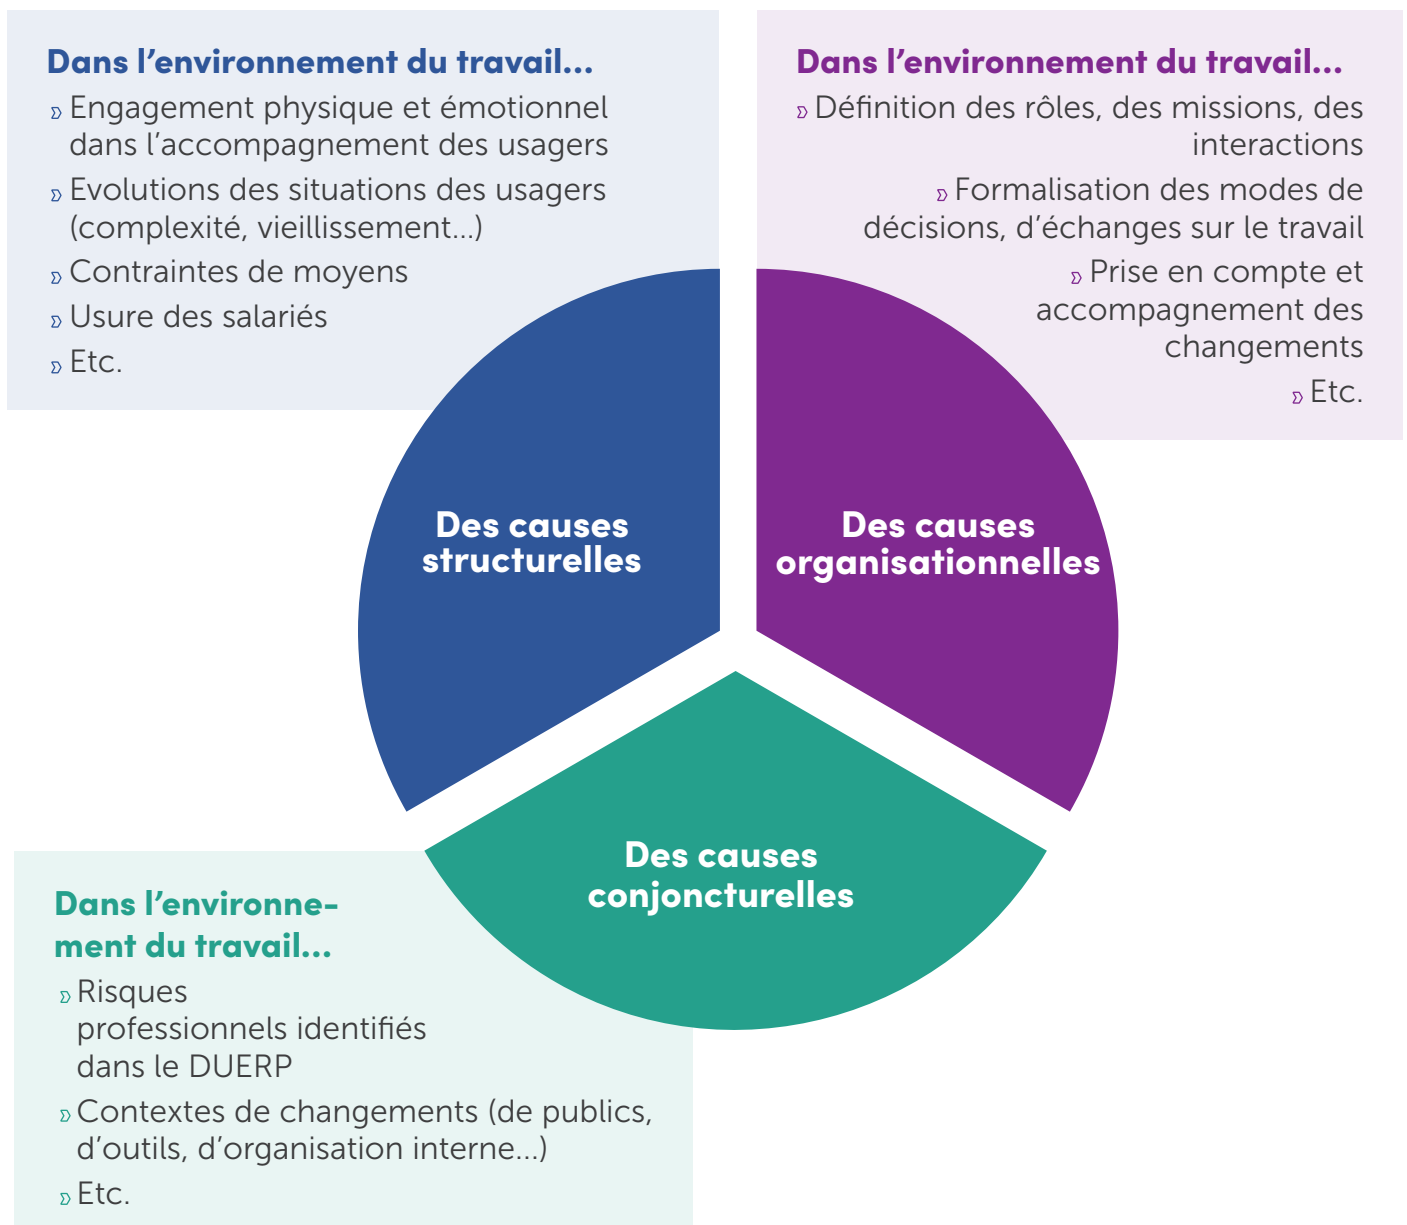 Dans l'environnement du travail...
» Engagement physique et émotionnel
dans l'accompagnement des usagers
» Evolutions des situations des usagers
(complexité, vieillissement...)
» Contraintes de moyens
» Usure des salariés
» Etc.
Dans l'environnement du travail...
» Définition des rôles, des missions, des
interactions
» Formalisation des modes de
décisions, d'échanges sur le travail
» Prise en compte et
accompagnement des
changements
» Etc.
Des causes
structurelles
Des causes
organisationnelles
Des causes
conjoncturelles
Dans l'environne-
ment du travail...
» Risques
professionnels identifiés
dans le DUERP
» Contextes de changements (de publics,
d'outils, d'organisation interne...)
» Etc.